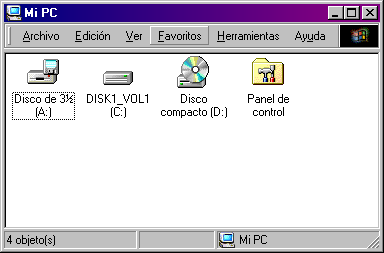 Mi PC
Archivo Edición Ver Favoritos Herramientas Ayuda
Disco de 3½ (A:)
DISK1_VOL1 (C:)
Disco compacto (D:)
Panel de control
4 objeto(s) Mi PC